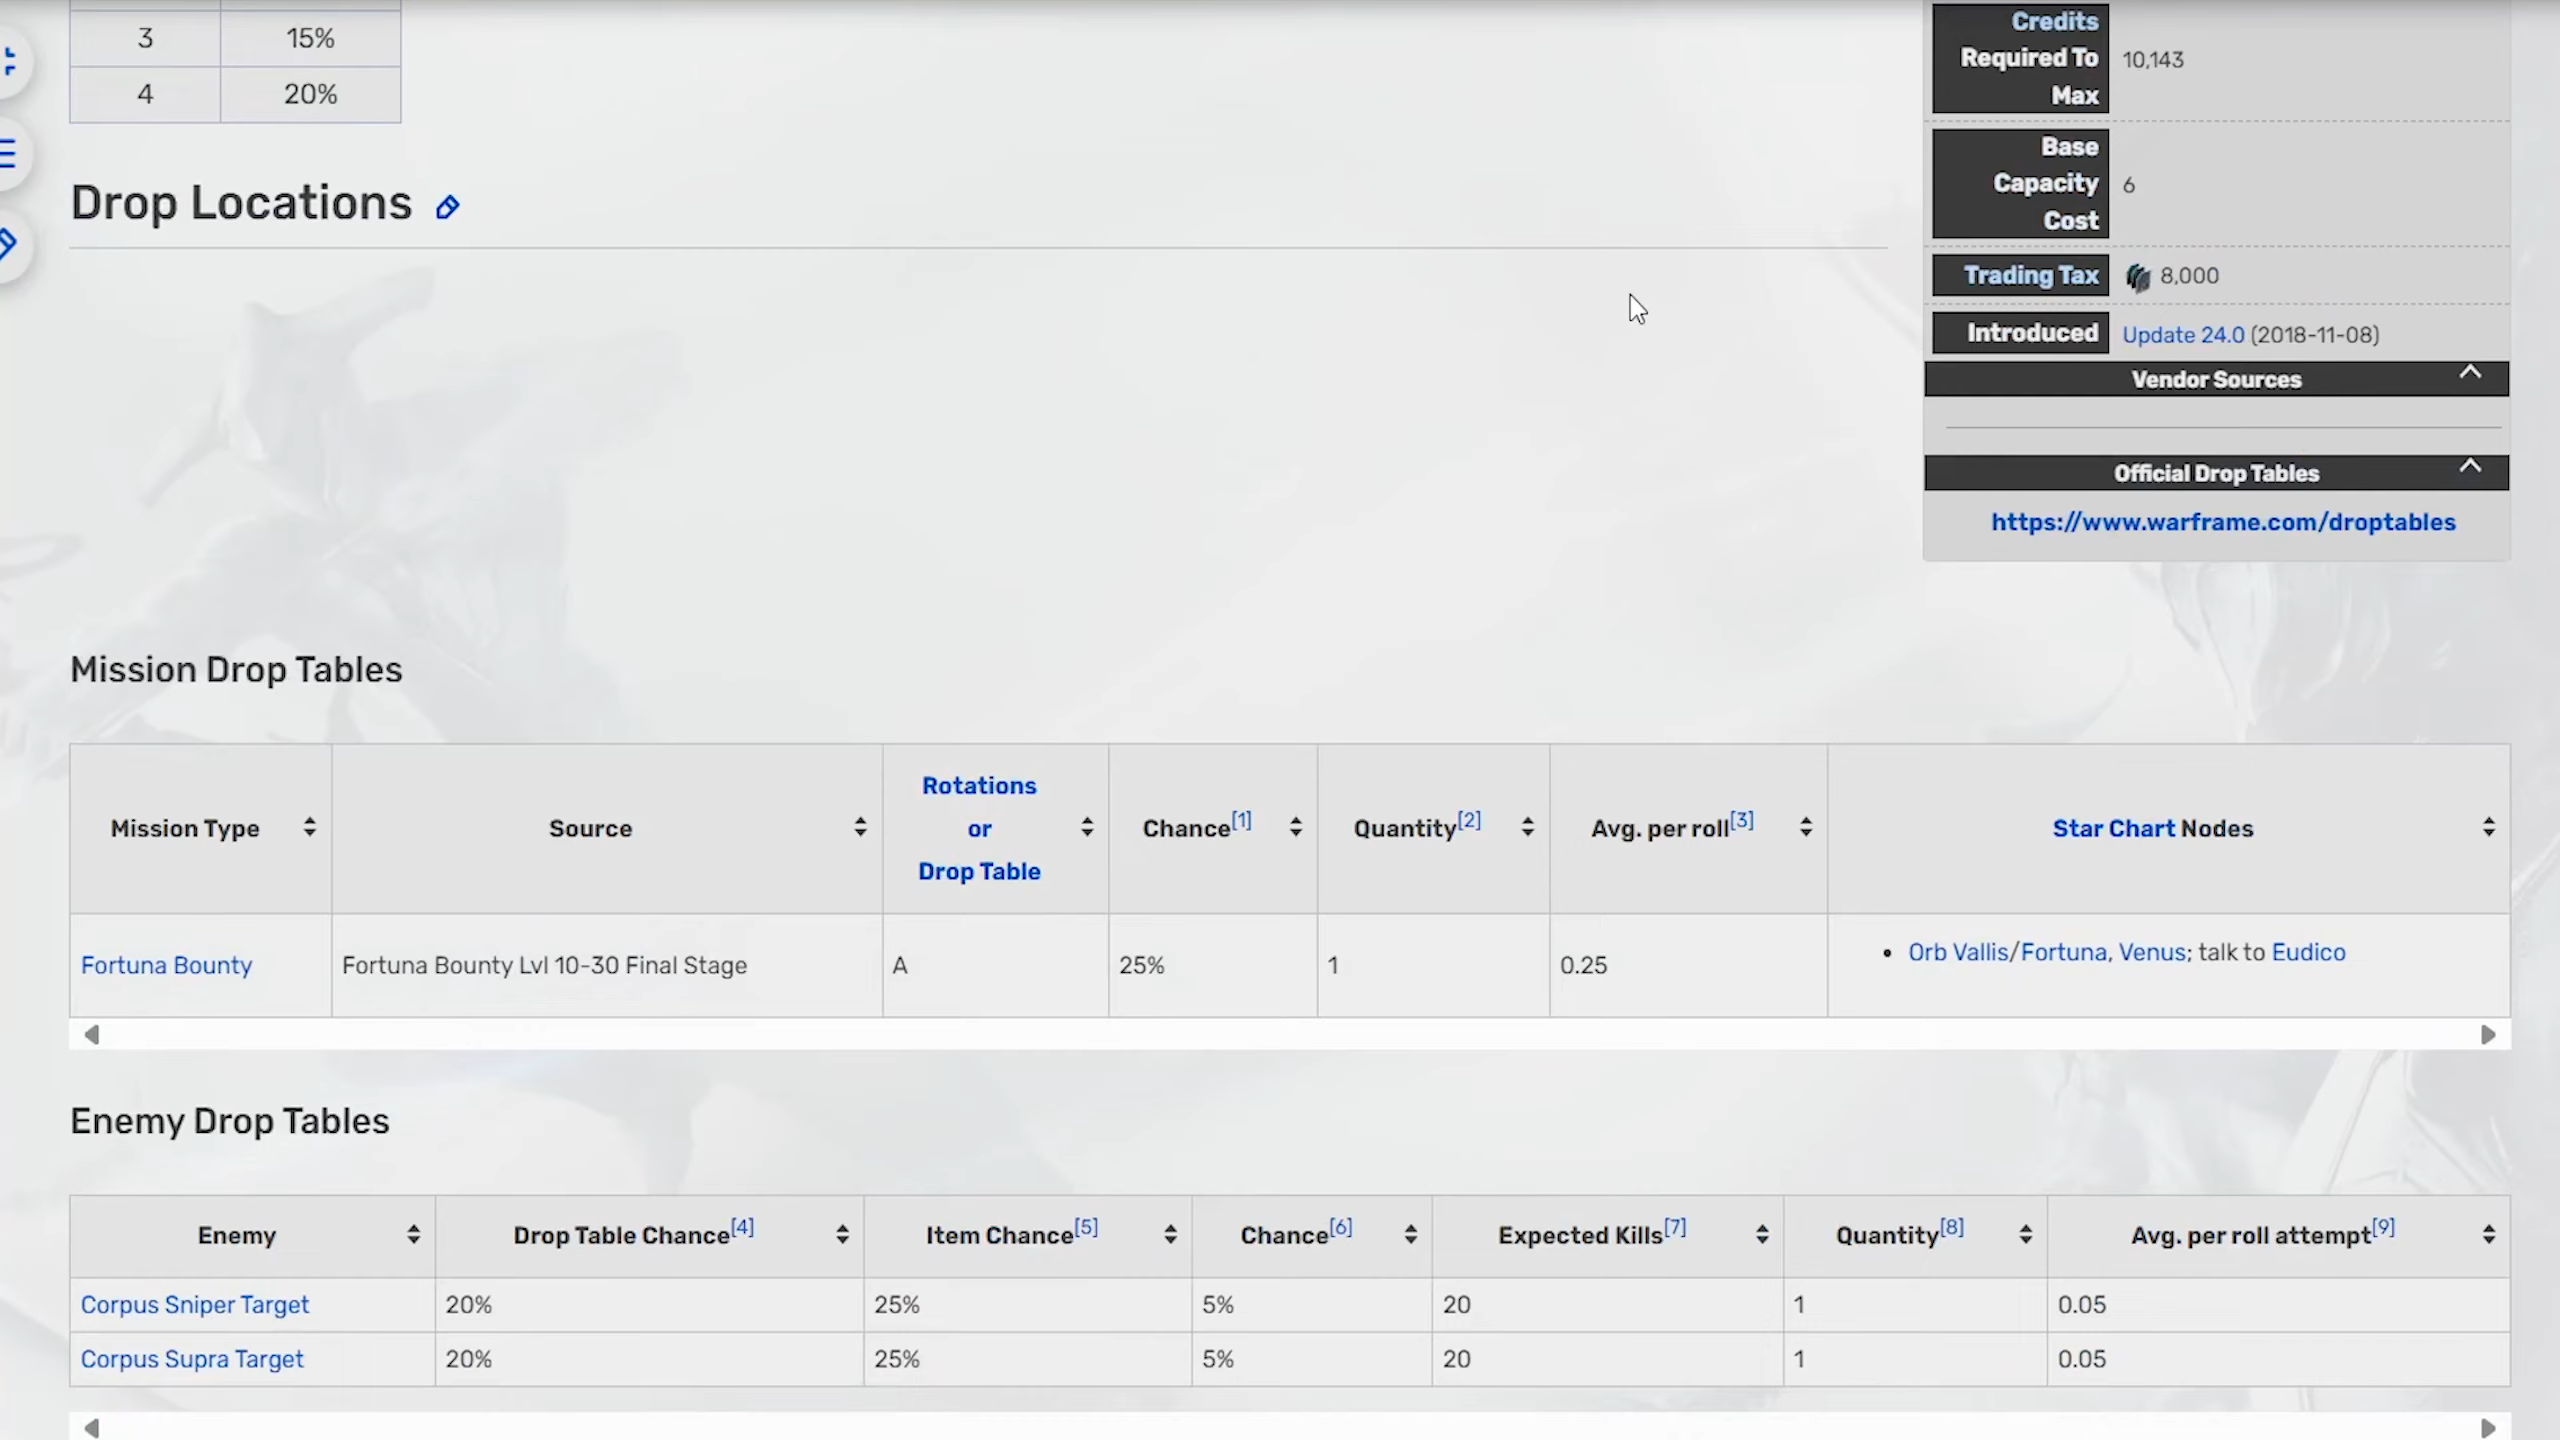 3 15%
4 20%
Drop Locations
Credits
Required To
Max
10,143
Base
Capacity
Cost
6
Trading Tax 8,000
Introduced Update 24.0 (2018-11-08)
Vendor Sources
Official Drop Tables
https://www.warframe.com/droptables
Mission Drop Tables
Mission Type Source Rotations or Drop Table Chance[1] Quantity[2] Avg. per roll[3] Star Chart Nodes
Fortuna Bounty Fortuna Bounty Lvl 10-30 Final Stage A 25% 1 0.25 • Orb Vallis/Fortuna, Venus; talk to Eudico
Enemy Drop Tables
Enemy Drop Table Chance[4] Item Chance[5] Chance[6] Expected Kills[7] Quantity[8] Avg. per roll attempt[9]
Corpus Sniper Target 20% 25% 5% 20 1 0.05
Corpus Supra Target 20% 25% 5% 20 1 0.05